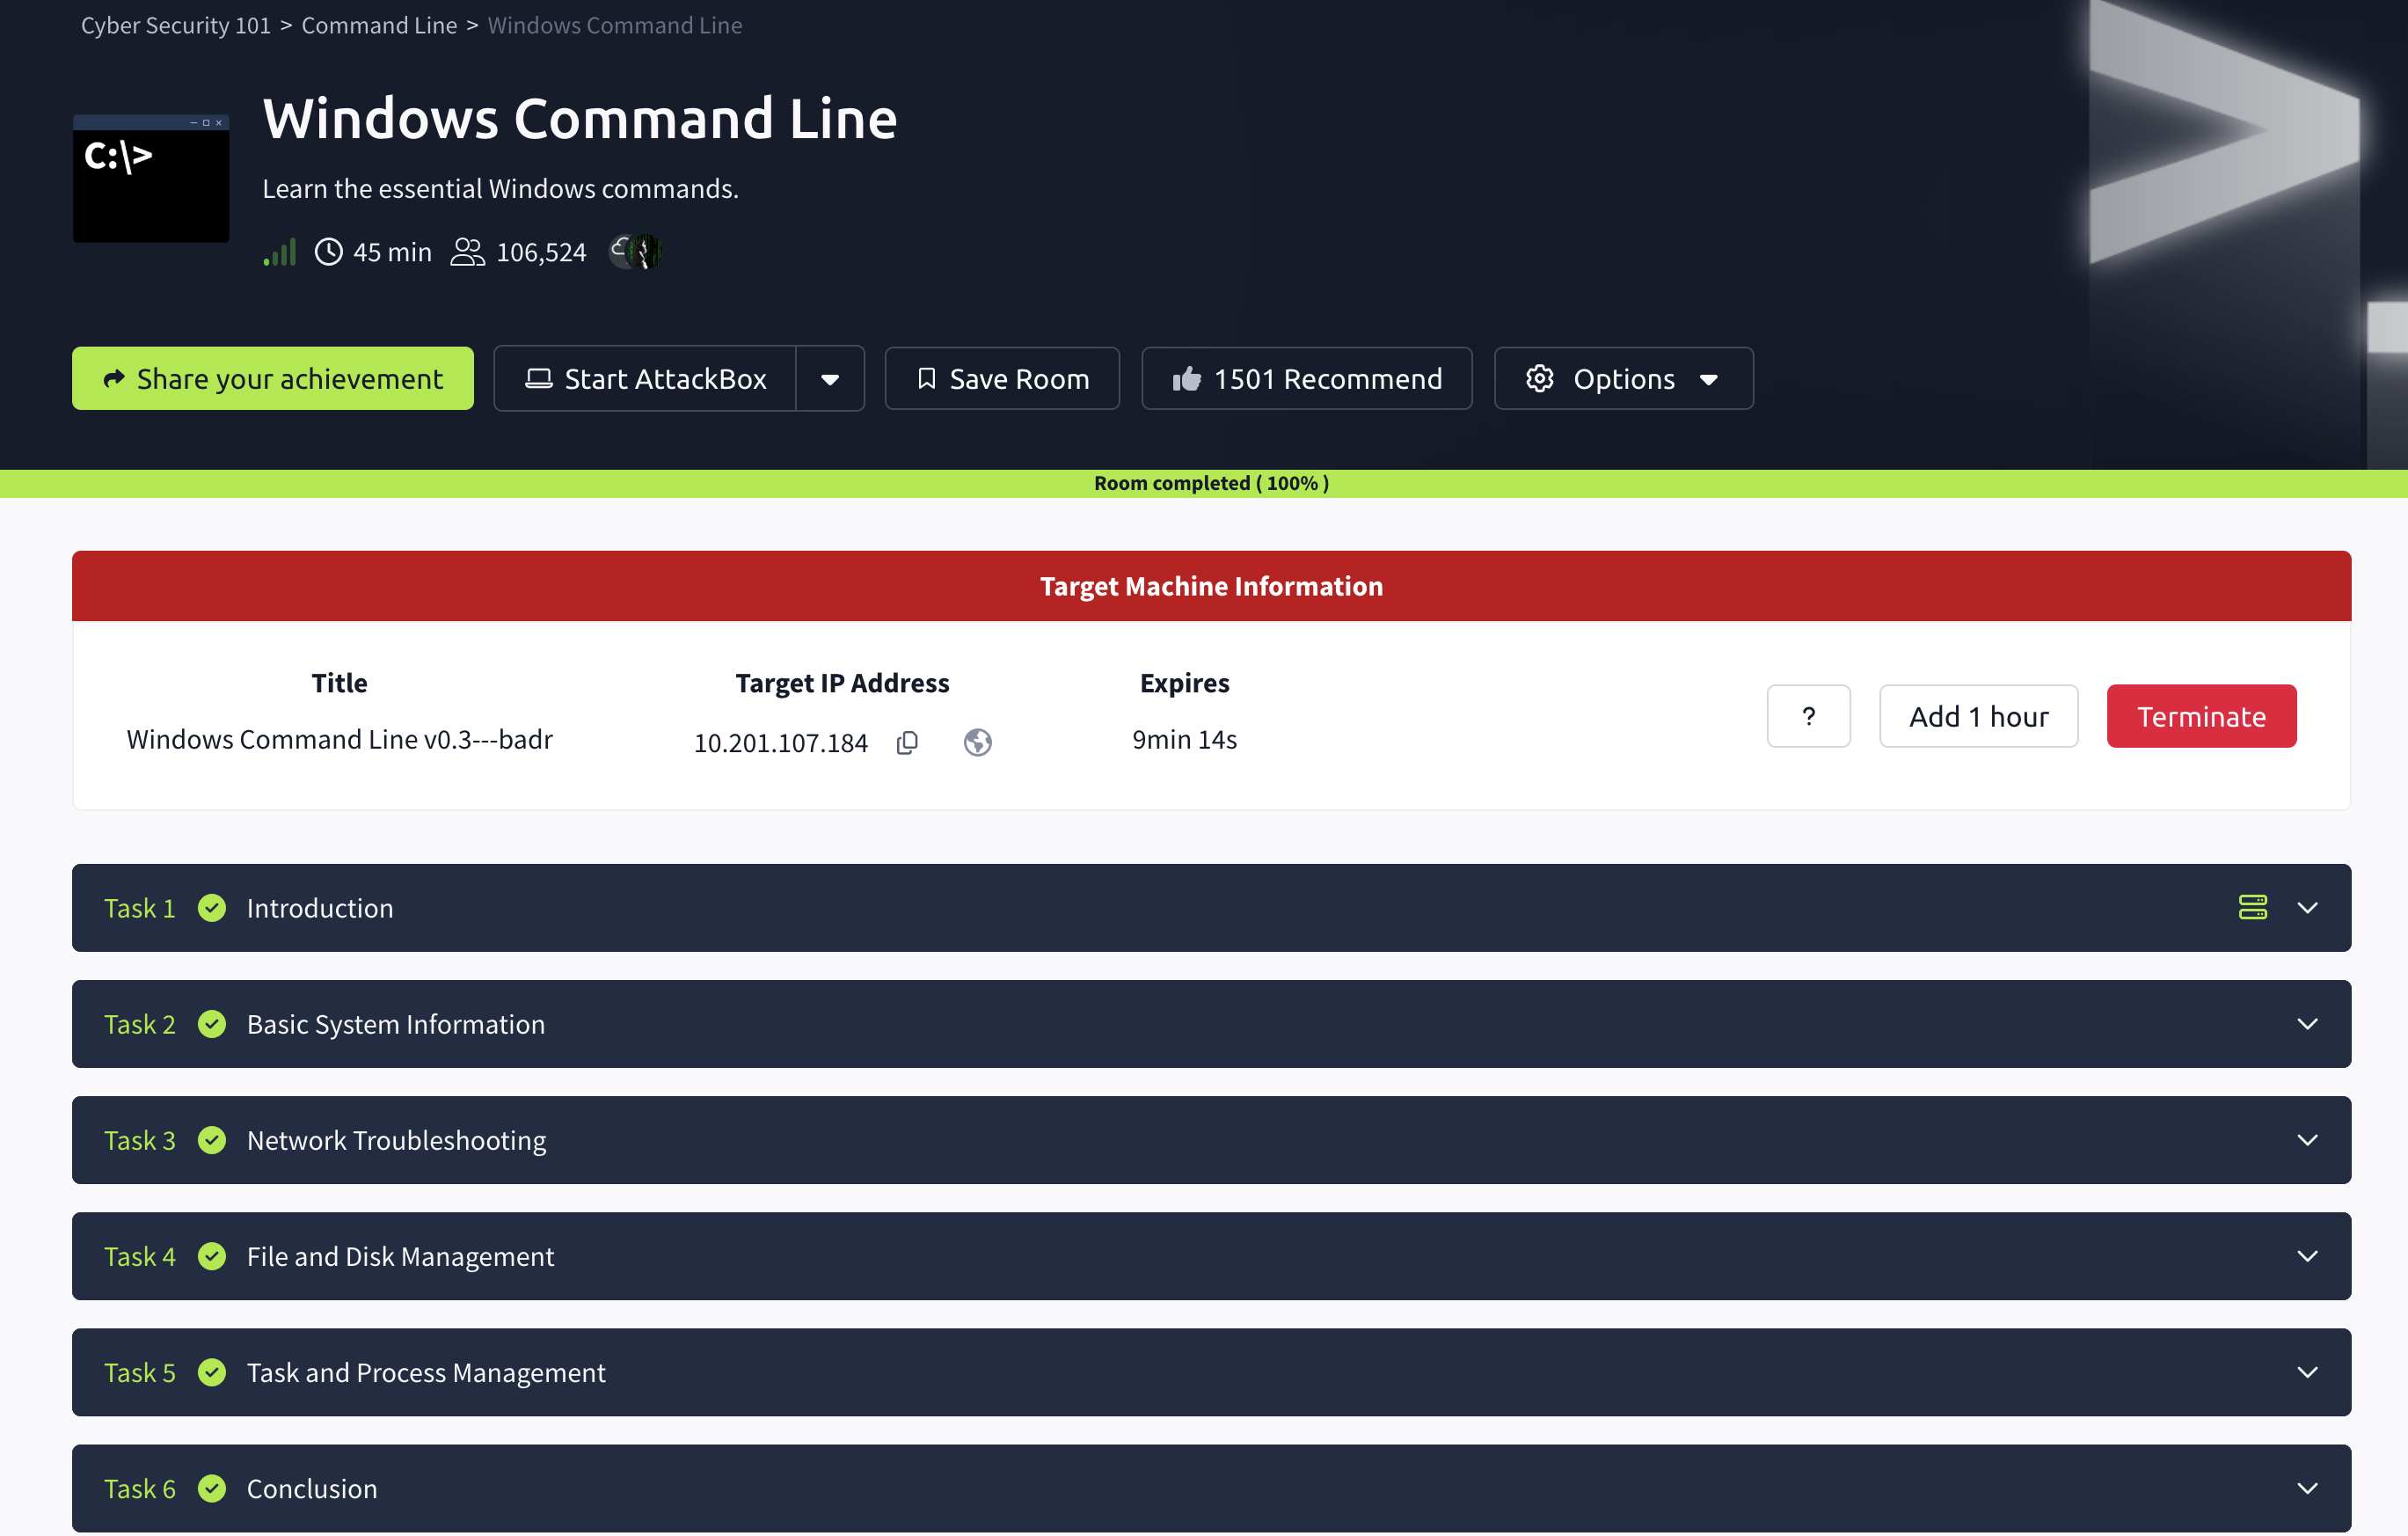 Cyber Security 101 > Command Line > Windows Command Line
C:\>
Windows Command Line
Learn the essential Windows commands.
45 min 106,524
Share your achievement Start AttackBox Save Room 1501 Recommend Options
Room completed ( 100% )
Target Machine Information
Title Target IP Address Expires
Windows Command Line v0.3---badr 10.201.107.184 9min 14s ? Add 1 hour Terminate
Task 1 Introduction
Task 2 Basic System Information
Task 3 Network Troubleshooting
Task 4 File and Disk Management
Task 5 Task and Process Management
Task 6 Conclusion